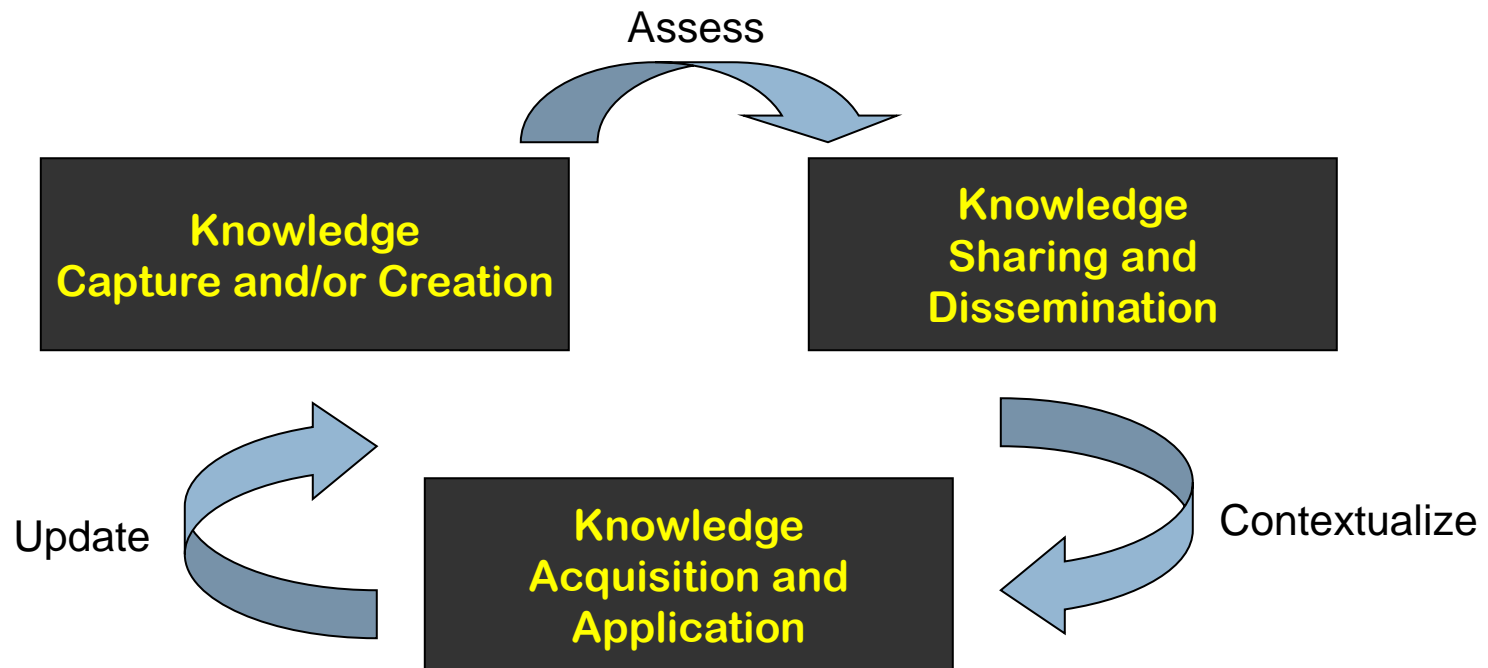 Assess
Knowledge
Capture and/or Creation
Knowledge
Sharing and
Dissemination
Update
Knowledge
Acquisition and
Application
Contextualize